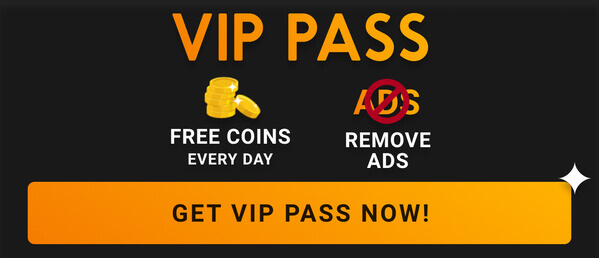 VIP PASS
ADS
FREE COINS
EVERY DAY
REMOVE
ADS
GET VIP PASS NOW!